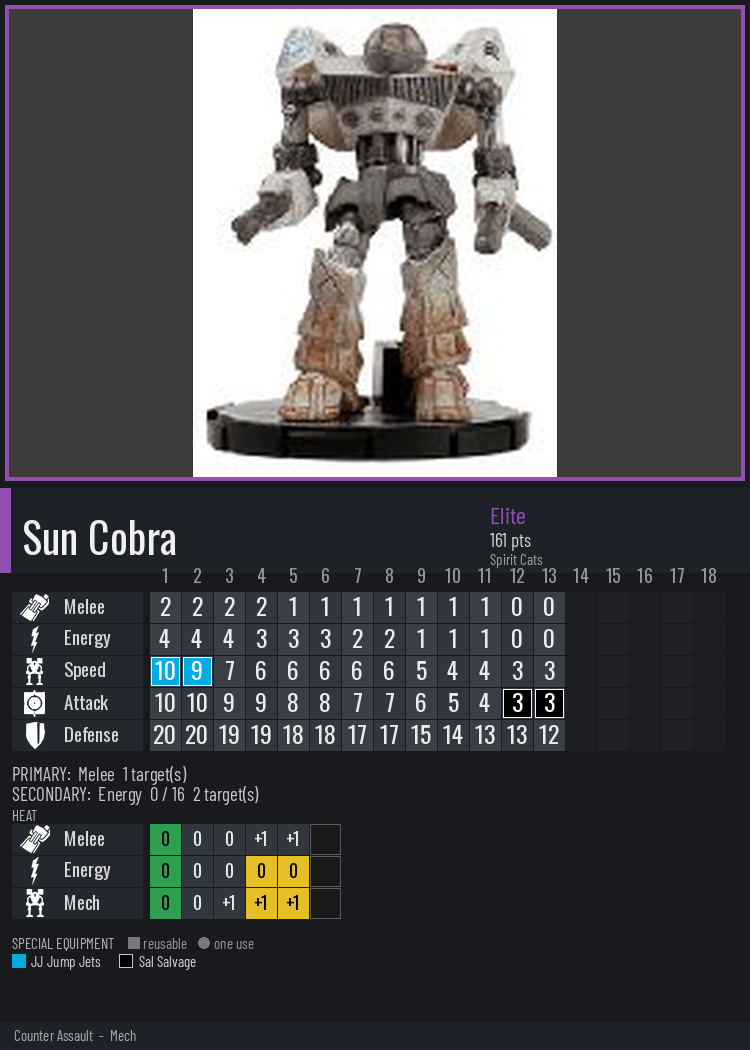 Sun Cobra
Elite
161 pts
Spirit Cats
1 2 3 4 5 6 7 8 9 10 11 12 13 14 15 16 17 18
Melee 2 2 2 2 1 1 1 1 1 1 1 0 0
Energy 4 4 4 3 3 3 2 2 1 1 1 0 0
Speed 10 9 7 6 6 6 6 6 5 4 4 3 3
Attack 10 10 9 9 8 8 7 7 6 5 4 3 3
Defense 20 20 19 19 18 18 17 17 15 14 13 13 12
PRIMARY: Melee 1 target(s)
SECONDARY: Energy 0 / 16 2 target(s)
HEAT
Melee 0 0 0 +1 +1
Energy 0 0 0 0 0
Mech 0 0 +1 +1 +1
SPECIAL EQUIPMENT reusable one use
JJ Jump Jets Sal Salvage
Counter Assault - Mech